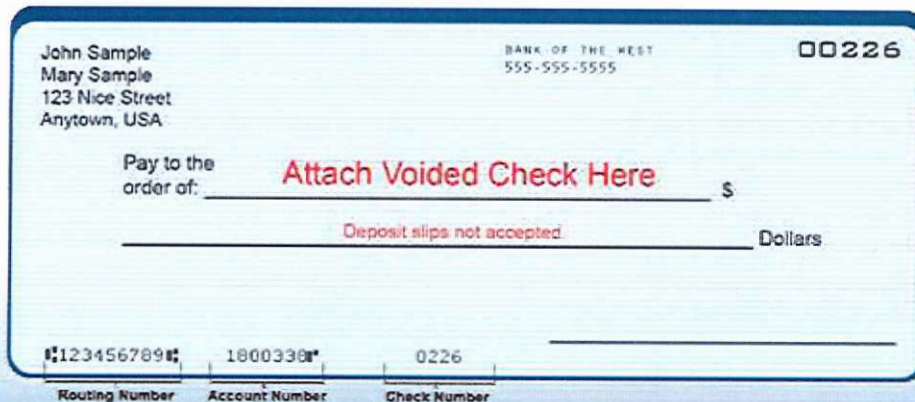 John Sample
Mary Sample
123 Nice Street
Anytown, USA
BANK OF THE WEST
555-555-5555
00226
Pay to the
order of: Attach Voided Check Here $
Deposit slips not accepted Dollars
⑆123456789⑆ 1800338⑈ 0226
Routing Number Account Number Check Number